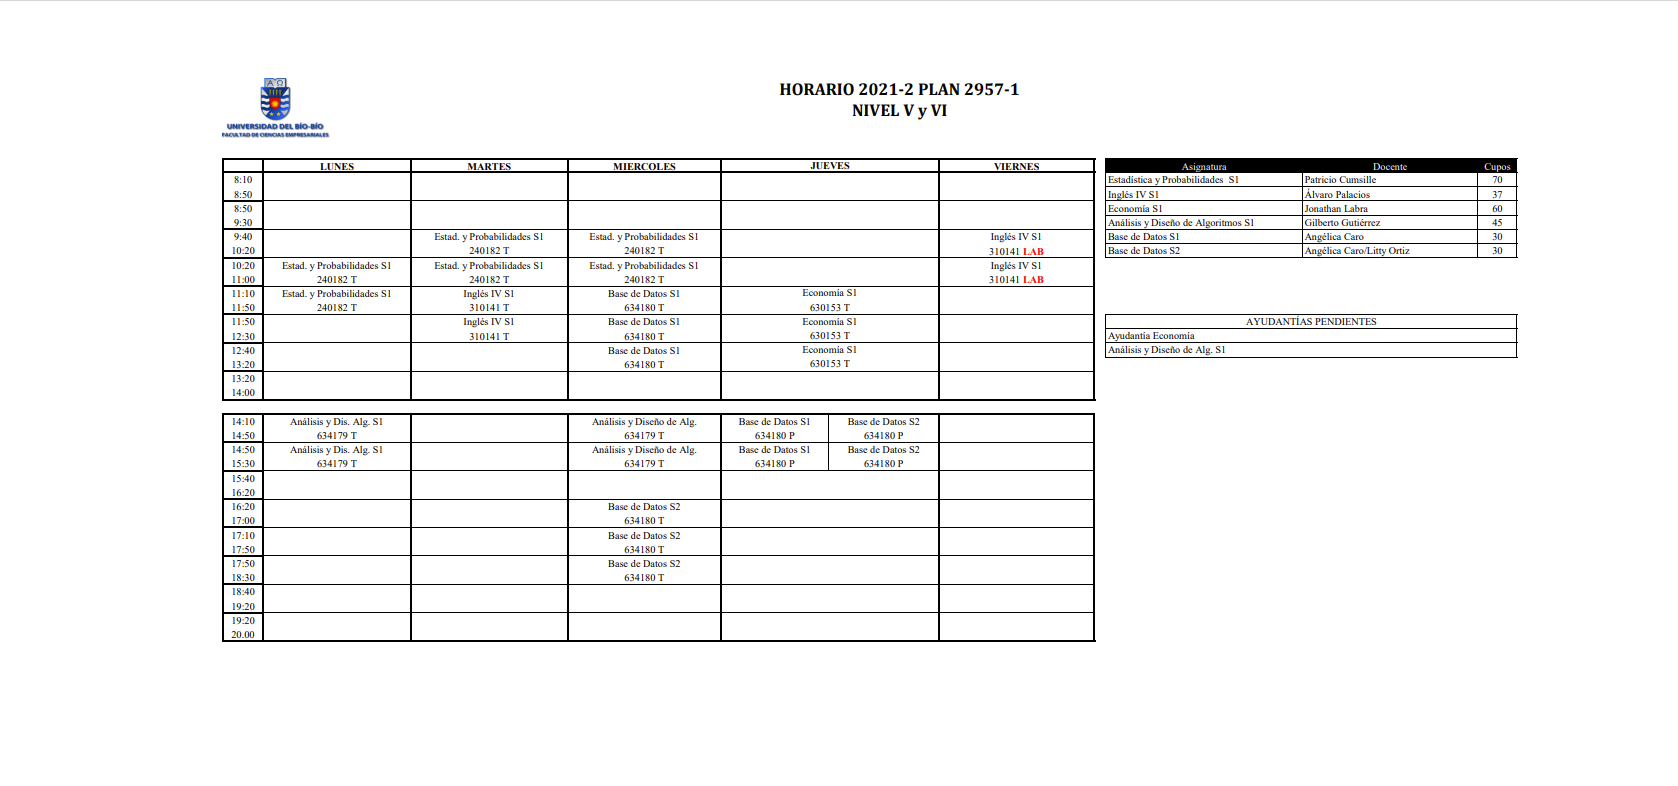 ΑΩ
UNIVERSIDAD DEL BÍO-BÍO
FACULTAD DE CIENCIAS EMPRESARIALES
HORARIO 2021-2 PLAN 2957-1
NIVEL V y VI
LUNES MARTES MIERCOLES JUEVES VIERNES
8:10
8:50
8:50
9:30
9:40 Estad. y Probabilidades S1 Estad. y Probabilidades S1 Inglés IV S1
10:20 240182 T 240182 T 310141 LAB
10:20 Estad. y Probabilidades S1 Estad. y Probabilidades S1 Estad. y Probabilidades S1 Inglés IV S1
11:00 240182 T 240182 T 240182 T 310141 LAB
11:10 Estad. y Probabilidades S1 Inglés IV S1 Base de Datos S1 Economía S1
11:50 240182 T 310141 T 634180 T 630153 T
11:50 Inglés IV S1 Base de Datos S1 Economía S1
12:30 310141 T 634180 T 630153 T
12:40 Base de Datos S1 Economía S1
13:20 634180 T 630153 T
13:20
14:00
14:10 Análisis y Dis. Alg. S1 Análisis y Diseño de Alg. Base de Datos S1 Base de Datos S2
14:50 634179 T 634179 T 634180 P 634180 P
14:50 Análisis y Dis. Alg. S1 Análisis y Diseño de Alg. Base de Datos S1 Base de Datos S2
15:30 634179 T 634179 T 634180 P 634180 P
15:40
16:20
16:20 Base de Datos S2
17:00 634180 T
17:10 Base de Datos S2
17:50 634180 T
17:50 Base de Datos S2
18:30 634180 T
18:40
19:20
19:20
20.00
Asignatura Docente Cupos
Estadística y Probabilidades S1 Patricio Cumsille 70
Inglés IV S1 Álvaro Palacios 37
Economía S1 Jonathan Labra 60
Análisis y Diseño de Algoritmos S1 Gilberto Gutiérrez 45
Base de Datos S1 Angélica Caro 30
Base de Datos S2 Angélica Caro/Litty Ortiz 30
AYUDANTÍAS PENDIENTES
Ayudantía Economía
Análisis y Diseño de Alg. S1